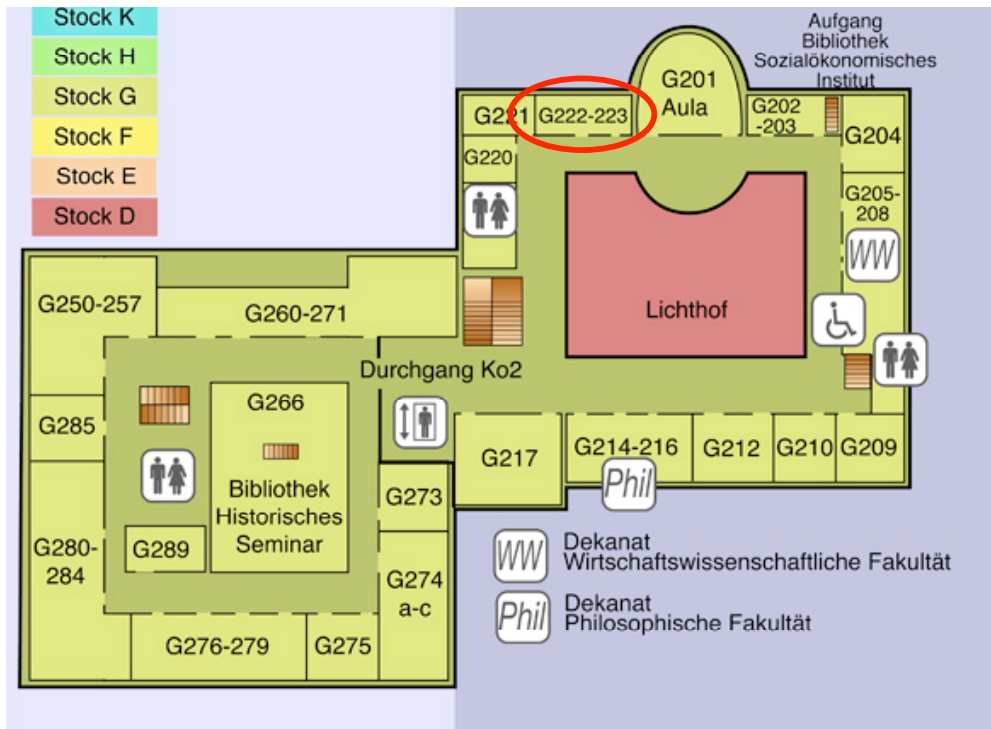 Stock K
Stock H
Stock G
Stock F
Stock E
Stock D
Aufgang
Bibliothek
Sozialökonomisches
Institut
G201
Aula
G221
G222-223
G202
-203
G204
G220
G205-
208
WW
Lichthof
G250-257
G260-271
Durchgang Ko2
G285
G266
Bibliothek
Historisches
Seminar
G217
G214-216
G212
G210
G209
Phil
G273
G280-
284
G289
G274
a-c
G276-279
G275
WW
Dekanat
Wirtschaftswissenschaftliche Fakultät
Phil
Dekanat
Philosophische Fakultät